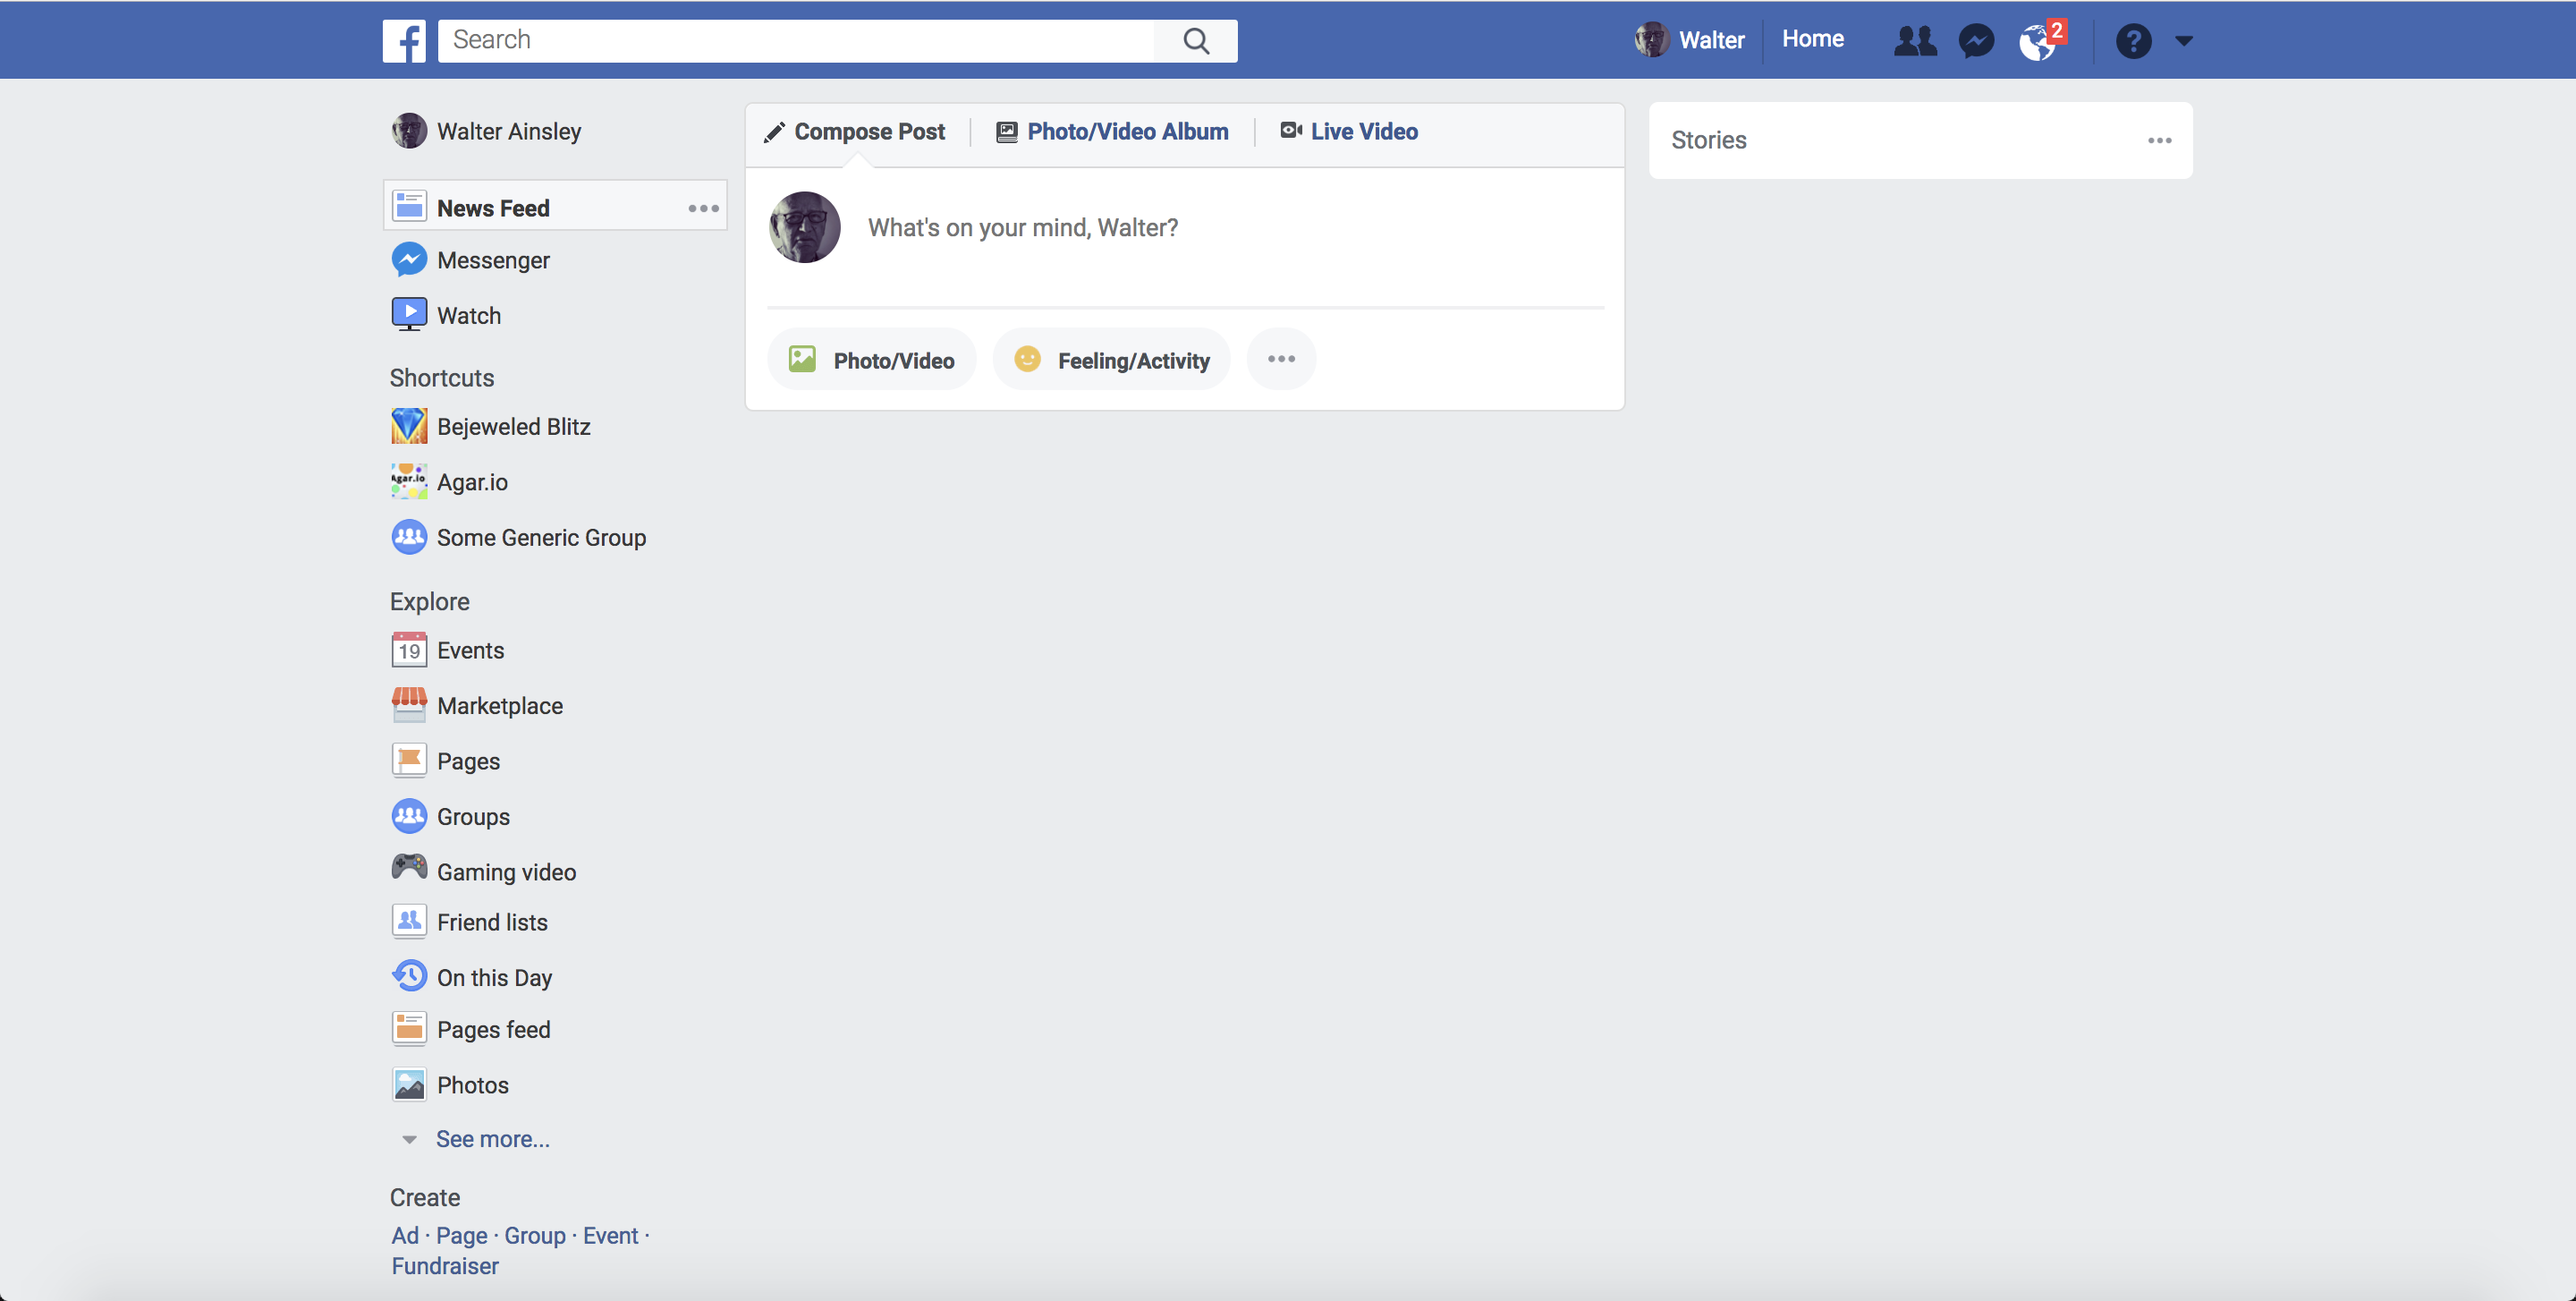 Search
Walter
Home
2
?
Walter Ainsley
News Feed
Messenger
Watch
Shortcuts
Bejeweled Blitz
Agar.io
Agar.io
Some Generic Group
Explore
19
Events
Marketplace
Pages
Groups
Gaming video
Friend lists
On this Day
Pages feed
Photos
See more...
Create
Ad · Page · Group · Event ·
Fundraiser
Compose Post
Photo/Video Album
Live Video
What's on your mind, Walter?
Photo/Video
Feeling/Activity
Stories